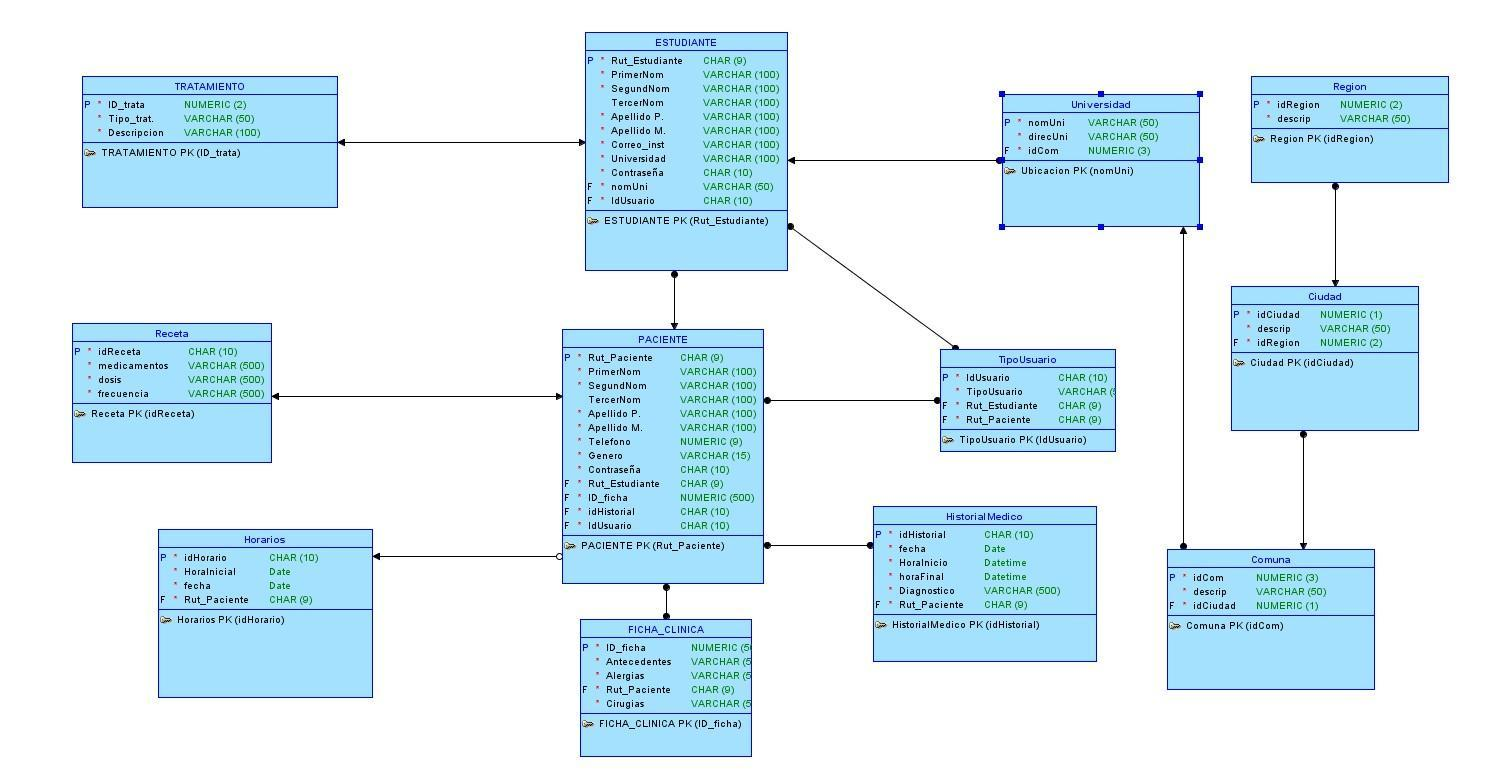 ESTUDIANTE
P * Rut_Estudiante CHAR (9)
* PrimerNom VARCHAR (100)
* SegundNom VARCHAR (100)
TercerNom VARCHAR (100)
* Apellido P. VARCHAR (100)
* Apellido M. VARCHAR (100)
* Correo_inst VARCHAR (100)
* Universidad VARCHAR (100)
* Contraseña CHAR (10)
F * nomUni VARCHAR (50)
F * IdUsuario CHAR (10)
ESTUDIANTE PK (Rut_Estudiante)
TRATAMIENTO
P * ID_trata NUMERIC (2)
* Tipo_trat. VARCHAR (50)
* Descripcion VARCHAR (100)
TRATAMIENTO PK (ID_trata)
Universidad
P * nomUni VARCHAR (50)
* direcUni VARCHAR (50)
F * idCom NUMERIC (3)
Ubicacion PK (nomUni)
Region
P * idRegion NUMERIC (2)
* descrip VARCHAR (50)
Region PK (idRegion)
Ciudad
P * idCiudad NUMERIC (1)
* descrip VARCHAR (50)
F * idRegion NUMERIC (2)
Ciudad PK (idCiudad)
Receta
P * idReceta CHAR (10)
* medicamentos VARCHAR (500)
* dosis VARCHAR (500)
* frecuencia VARCHAR (500)
Receta PK (idReceta)
PACIENTE
P * Rut_Paciente CHAR (9)
* PrimerNom VARCHAR (100)
* SegundNom VARCHAR (100)
TercerNom VARCHAR (100)
* Apellido P. VARCHAR (100)
* Apellido M. VARCHAR (100)
* Telefono NUMERIC (9)
* Genero VARCHAR (15)
* Contraseña CHAR (10)
F * Rut_Estudiante CHAR (9)
F * ID_ficha NUMERIC (500)
F * idHistorial CHAR (10)
F * IdUsuario CHAR (10)
PACIENTE PK (Rut_Paciente)
TipoUsuario
P * IdUsuario CHAR (10)
* TipoUsuario VARCHAR (5
F * Rut_Estudiante CHAR (9)
F * Rut_Paciente CHAR (9)
TipoUsuario PK (IdUsuario)
Horarios
P * idHorario CHAR (10)
* HoraInicial Date
* fecha Date
F * Rut_Paciente CHAR (9)
Horarios PK (idHorario)
HistorialMedico
P * idHistorial CHAR (10)
* fecha Date
* HoraInicio Datetime
* horaFinal Datetime
* Diagnostico VARCHAR (500)
F * Rut_Paciente CHAR (9)
HistorialMedico PK (idHistorial)
Comuna
P * idCom NUMERIC (3)
* descrip VARCHAR (50)
F * idCiudad NUMERIC (1)
Comuna PK (idCom)
FICHA_CLINICA
P * ID_ficha NUMERIC (50
* Antecedentes VARCHAR (5
* Alergias VARCHAR (5
F * Rut_Paciente CHAR (9)
* Cirugias VARCHAR (5
FICHA_CLINICA PK (ID_ficha)